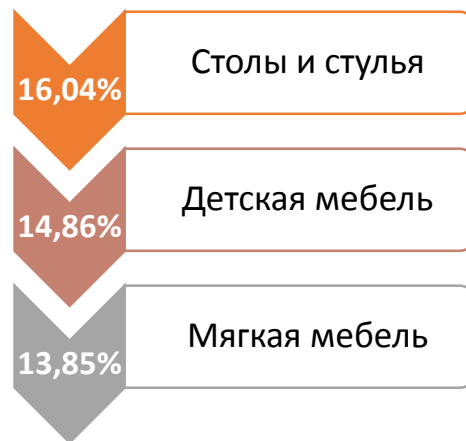 Столы и стулья
16,04%
Детская мебель
14,86%
Мягкая мебель
13,85%